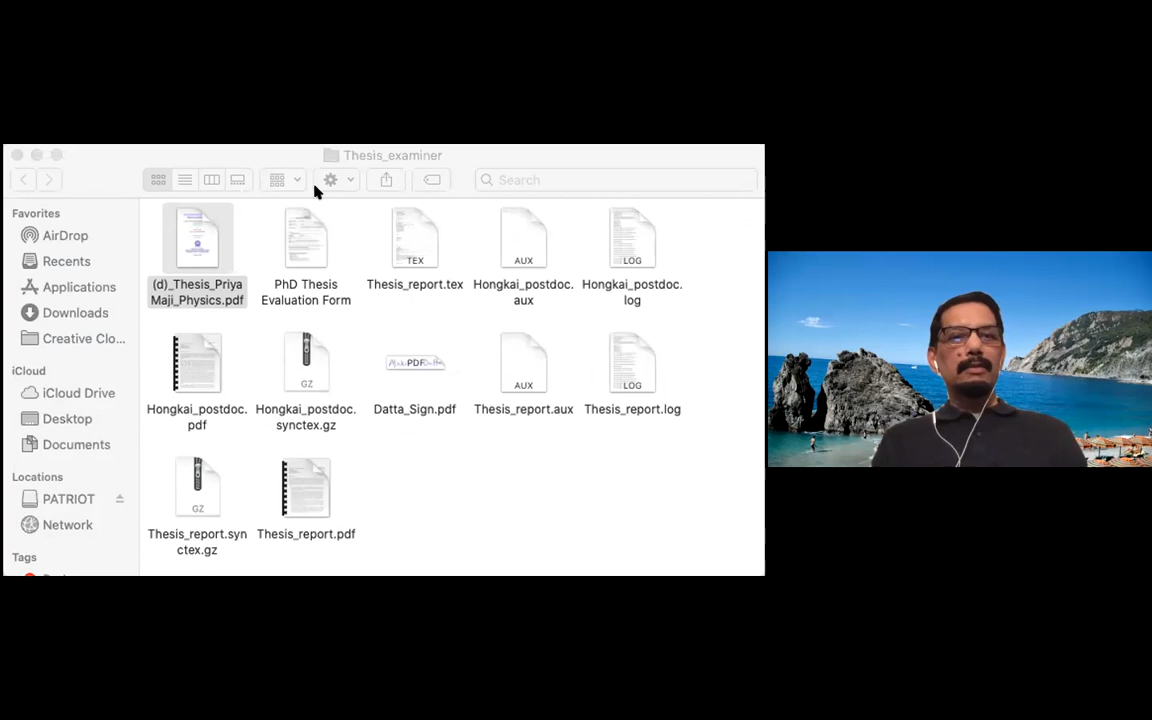 Thesis_examiner
Search
Favorites
AirDrop
Recents
Applications
Downloads
Creative Clo...
iCloud
iCloud Drive
Desktop
Documents
Locations
PATRIOT
Network
Tags
(d)_Thesis_Priya
Maji_Physics.pdf
PhD Thesis
Evaluation Form
TEX
Thesis_report.tex
AUX
Hongkai_postdoc.
aux
LOG
Hongkai_postdoc.
log
Hongkai_postdoc.
pdf
GZ
Hongkai_postdoc.
synctex.gz
PDF
Datta_Sign.pdf
AUX
Thesis_report.aux
LOG
Thesis_report.log
GZ
Thesis_report.syn
ctex.gz
Thesis_report.pdf